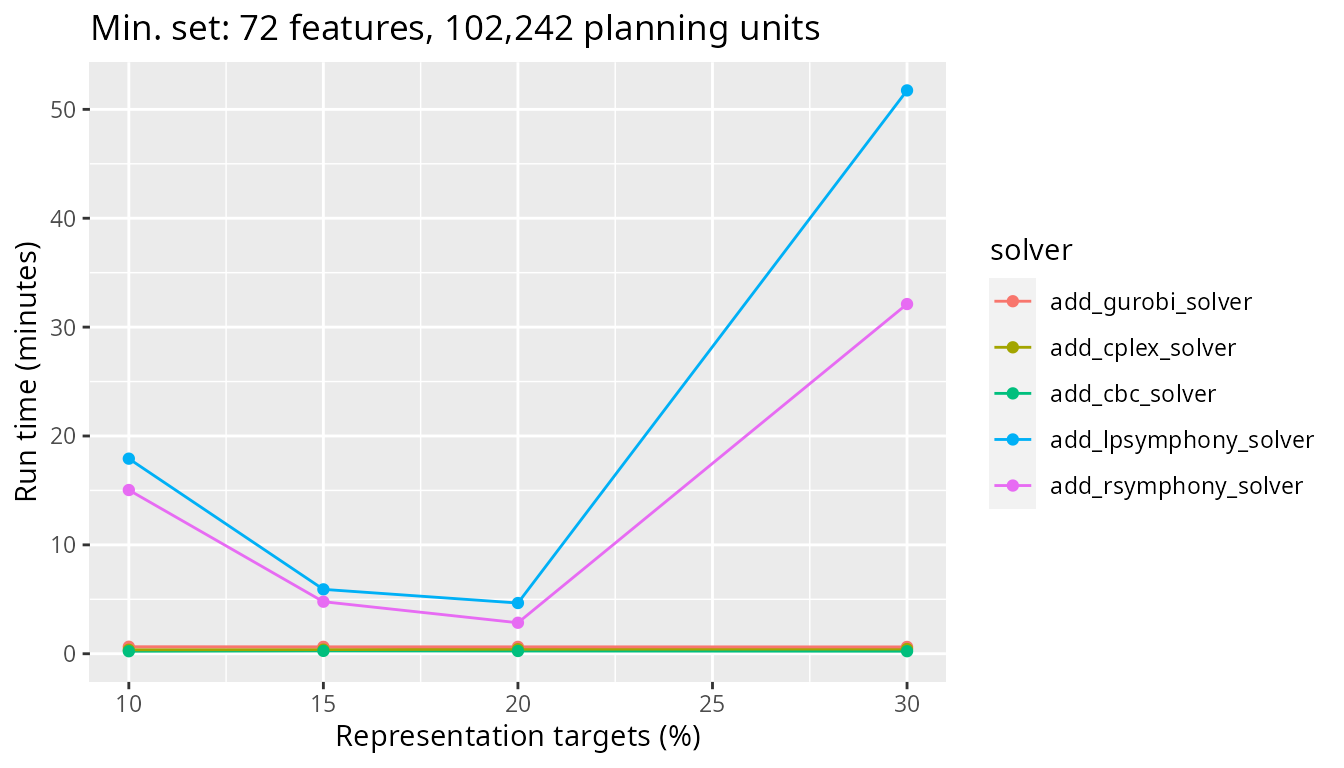 Min. set: 72 features, 102,242 planning units
50
40
30
20
10
0
Run time (minutes)
10 15 20 25 30
Representation targets (%)
solver
add_gurobi_solver
add_cplex_solver
add_cbc_solver
add_lpsymphony_solver
add_rsymphony_solver